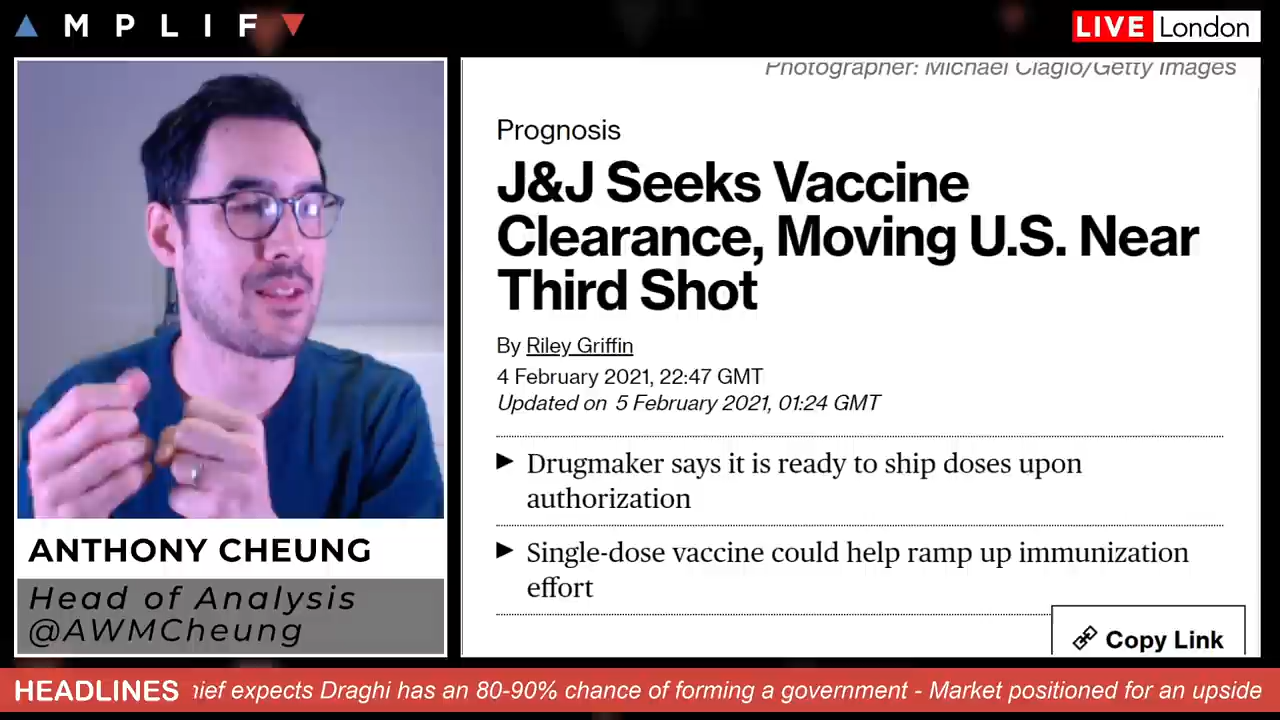 ▲ M P L I F ▼
LIVE London
Photographer: Michael Ciaglo/Getty Images
Prognosis
J&J Seeks Vaccine
Clearance, Moving U.S. Near
Third Shot
By Riley Griffin
4 February 2021, 22:47 GMT
Updated on 5 February 2021, 01:24 GMT
▶ Drugmaker says it is ready to ship doses upon
authorization
▶ Single-dose vaccine could help ramp up immunization
effort
Copy Link
ANTHONY CHEUNG
Head of Analysis
@AWMCheung
HEADLINES expects Draghi has an 80-90% chance of forming a government - Market positioned for an upside